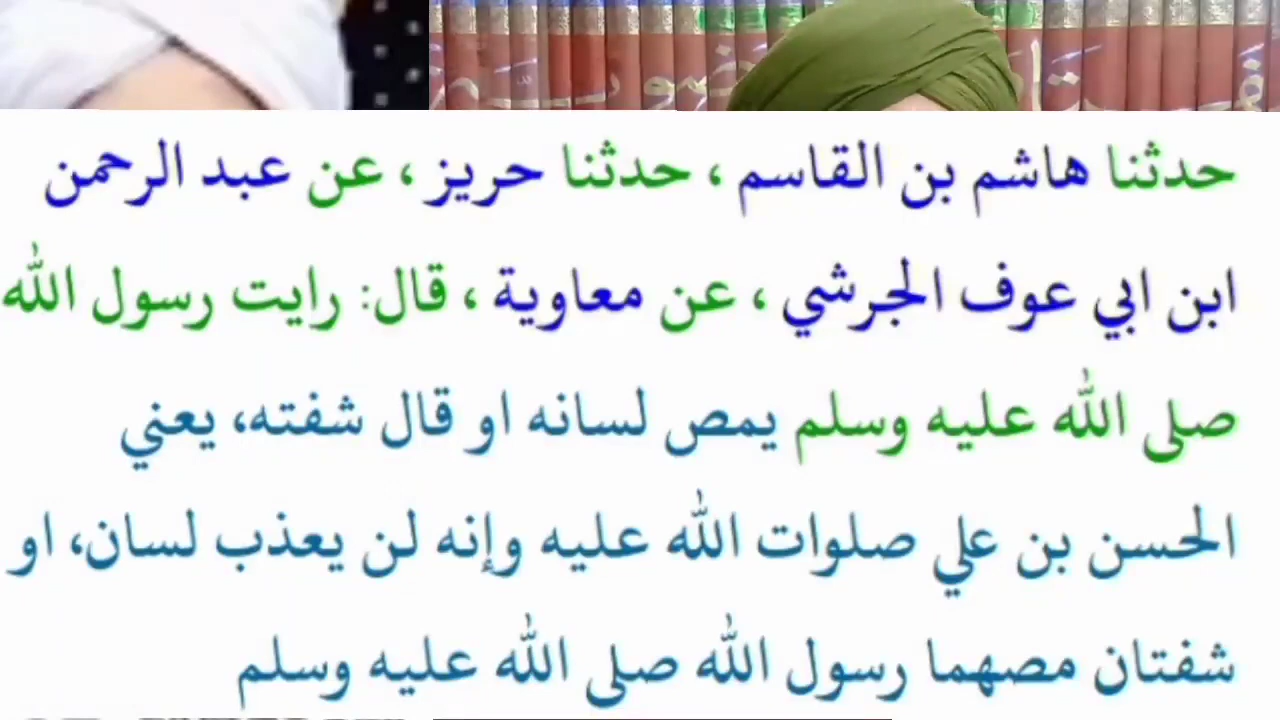 حدثنا هاشم بن القاسم ، حدثنا حريز ، عن عبد الرحمن
ابن ابي عوف الجرشي ، عن معاوية ، قال: رايت رسول الله
صلى الله عليه وسلم يمص لسانه او قال شفته، يعني
الحسن بن علي صلوات الله عليه وإنه لن يعذب لسان، او
شفتان مصهما رسول الله صلى الله عليه وسلم